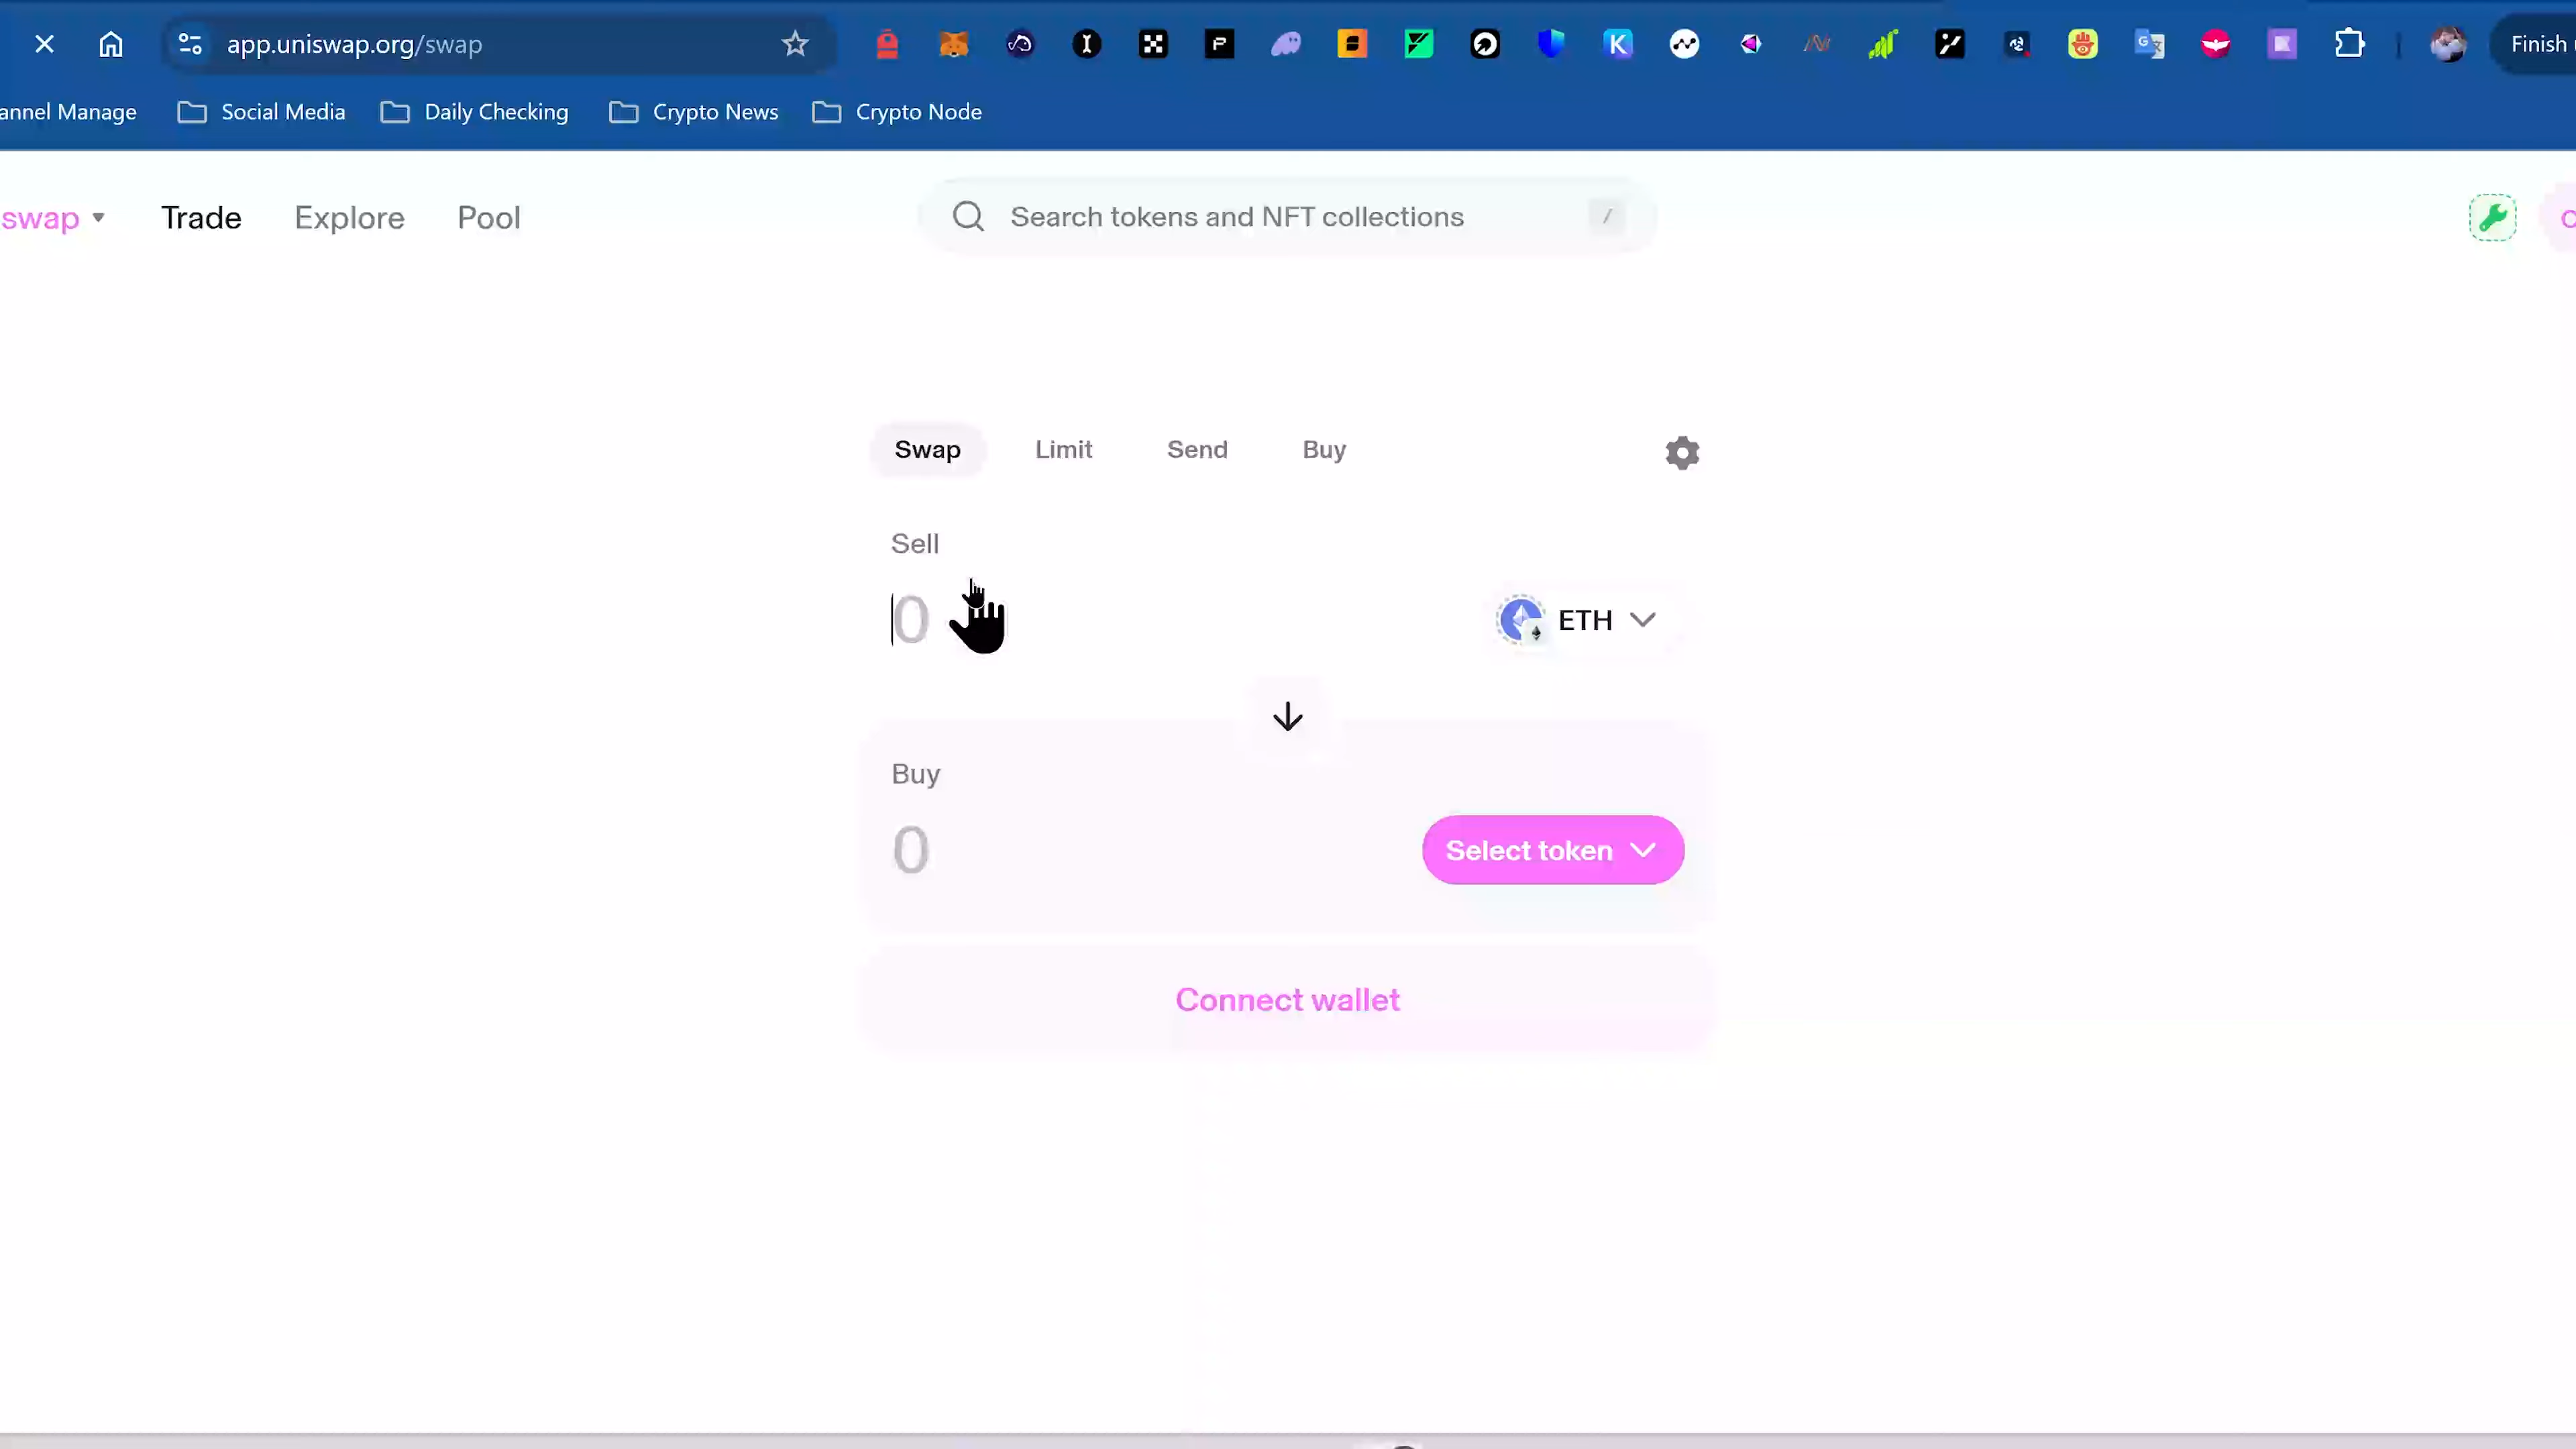 app.uniswap.org/swap
Finish
annel Manage
Social Media
Daily Checking
Crypto News
Crypto Node
swap
Trade
Explore
Pool
Search tokens and NFT collections
/
Swap
Limit
Send
Buy
Sell
0
ETH
Buy
0
Select token
Connect wallet